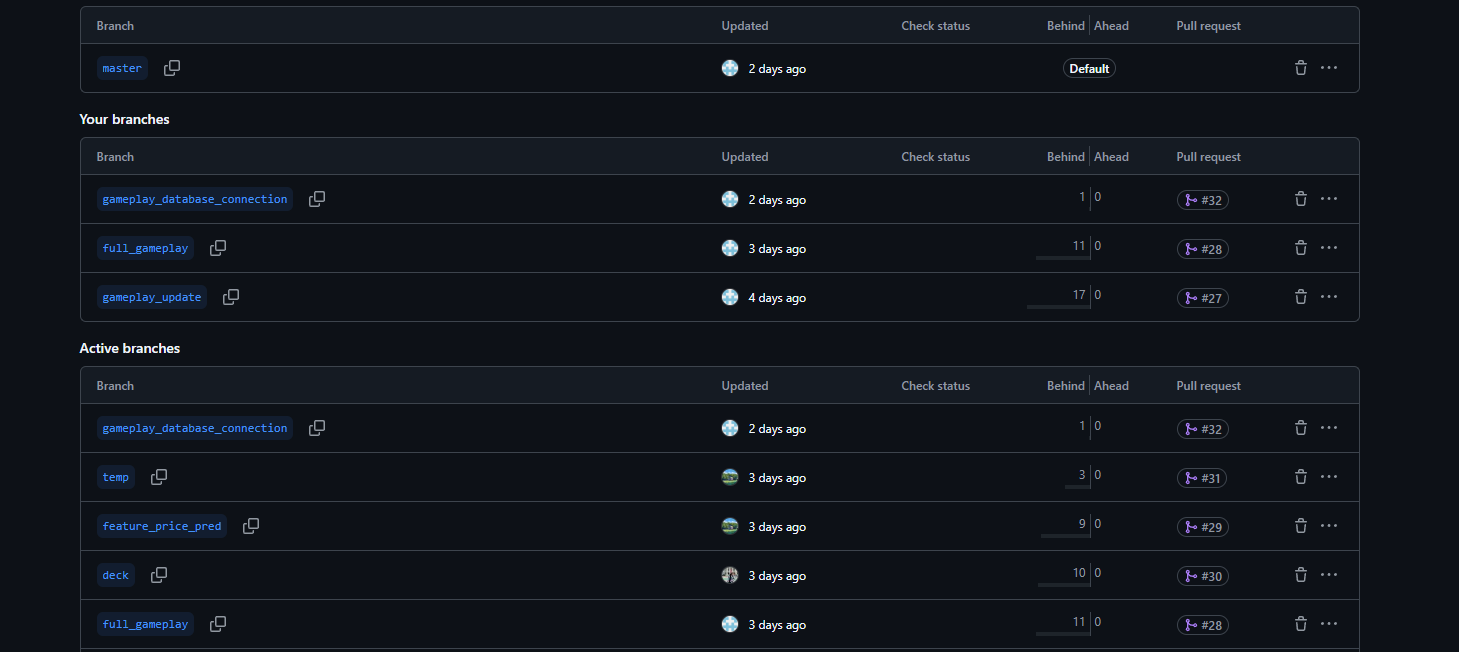 Branch Updated Check status Behind Ahead Pull request
master 2 days ago Default
Your branches
Branch Updated Check status Behind Ahead Pull request
gameplay_database_connection 2 days ago 1 0 #32
full_gameplay 3 days ago 11 0 #28
gameplay_update 4 days ago 17 0 #27
Active branches
Branch Updated Check status Behind Ahead Pull request
gameplay_database_connection 2 days ago 1 0 #32
temp 3 days ago 3 0 #31
feature_price_pred 3 days ago 9 0 #29
deck 3 days ago 10 0 #30
full_gameplay 3 days ago 11 0 #28